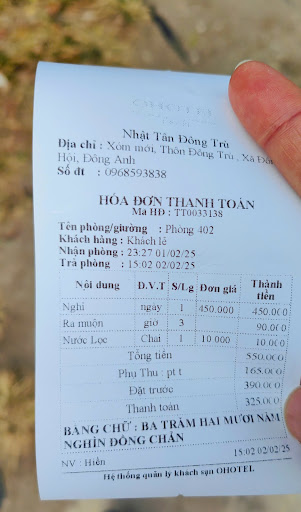 OHOTEL
Nhật Tân Đông Trù
Địa chỉ : Xóm mới, Thôn Đông Trù , Xã Đôn
Hội, Đông Anh
Số đt : 0968593838
HÓA ĐƠN THANH TOÁN
Ma HĐ : TT0033138
Tên phòng/giường : Phòng 402
Khách hàng : Khách lẻ
Nhận phòng : 23:27 01/02/25
Trả phòng : 15:02 02/02/25
Nội dung Đ.V.T S/Lg Đơn giá Thành tiền
Nghỉ ngày 1 450.000 450.000
Ra muộn giờ 3 90.000
Nước Lọc Chai 1 10 000 10.000
Tổng tiền 550.000
Phụ Thu : pt t 165.000
Đặt trước 390.000
Thanh toán 325.000
BẰNG CHỮ : BA TRĂM HAI MƯƠI NĂM
NGHÌN ĐỒNG CHẴN
15:02 02/02/25
NV : Hiền
Hệ thống quản lý khách sạn OHOTEL